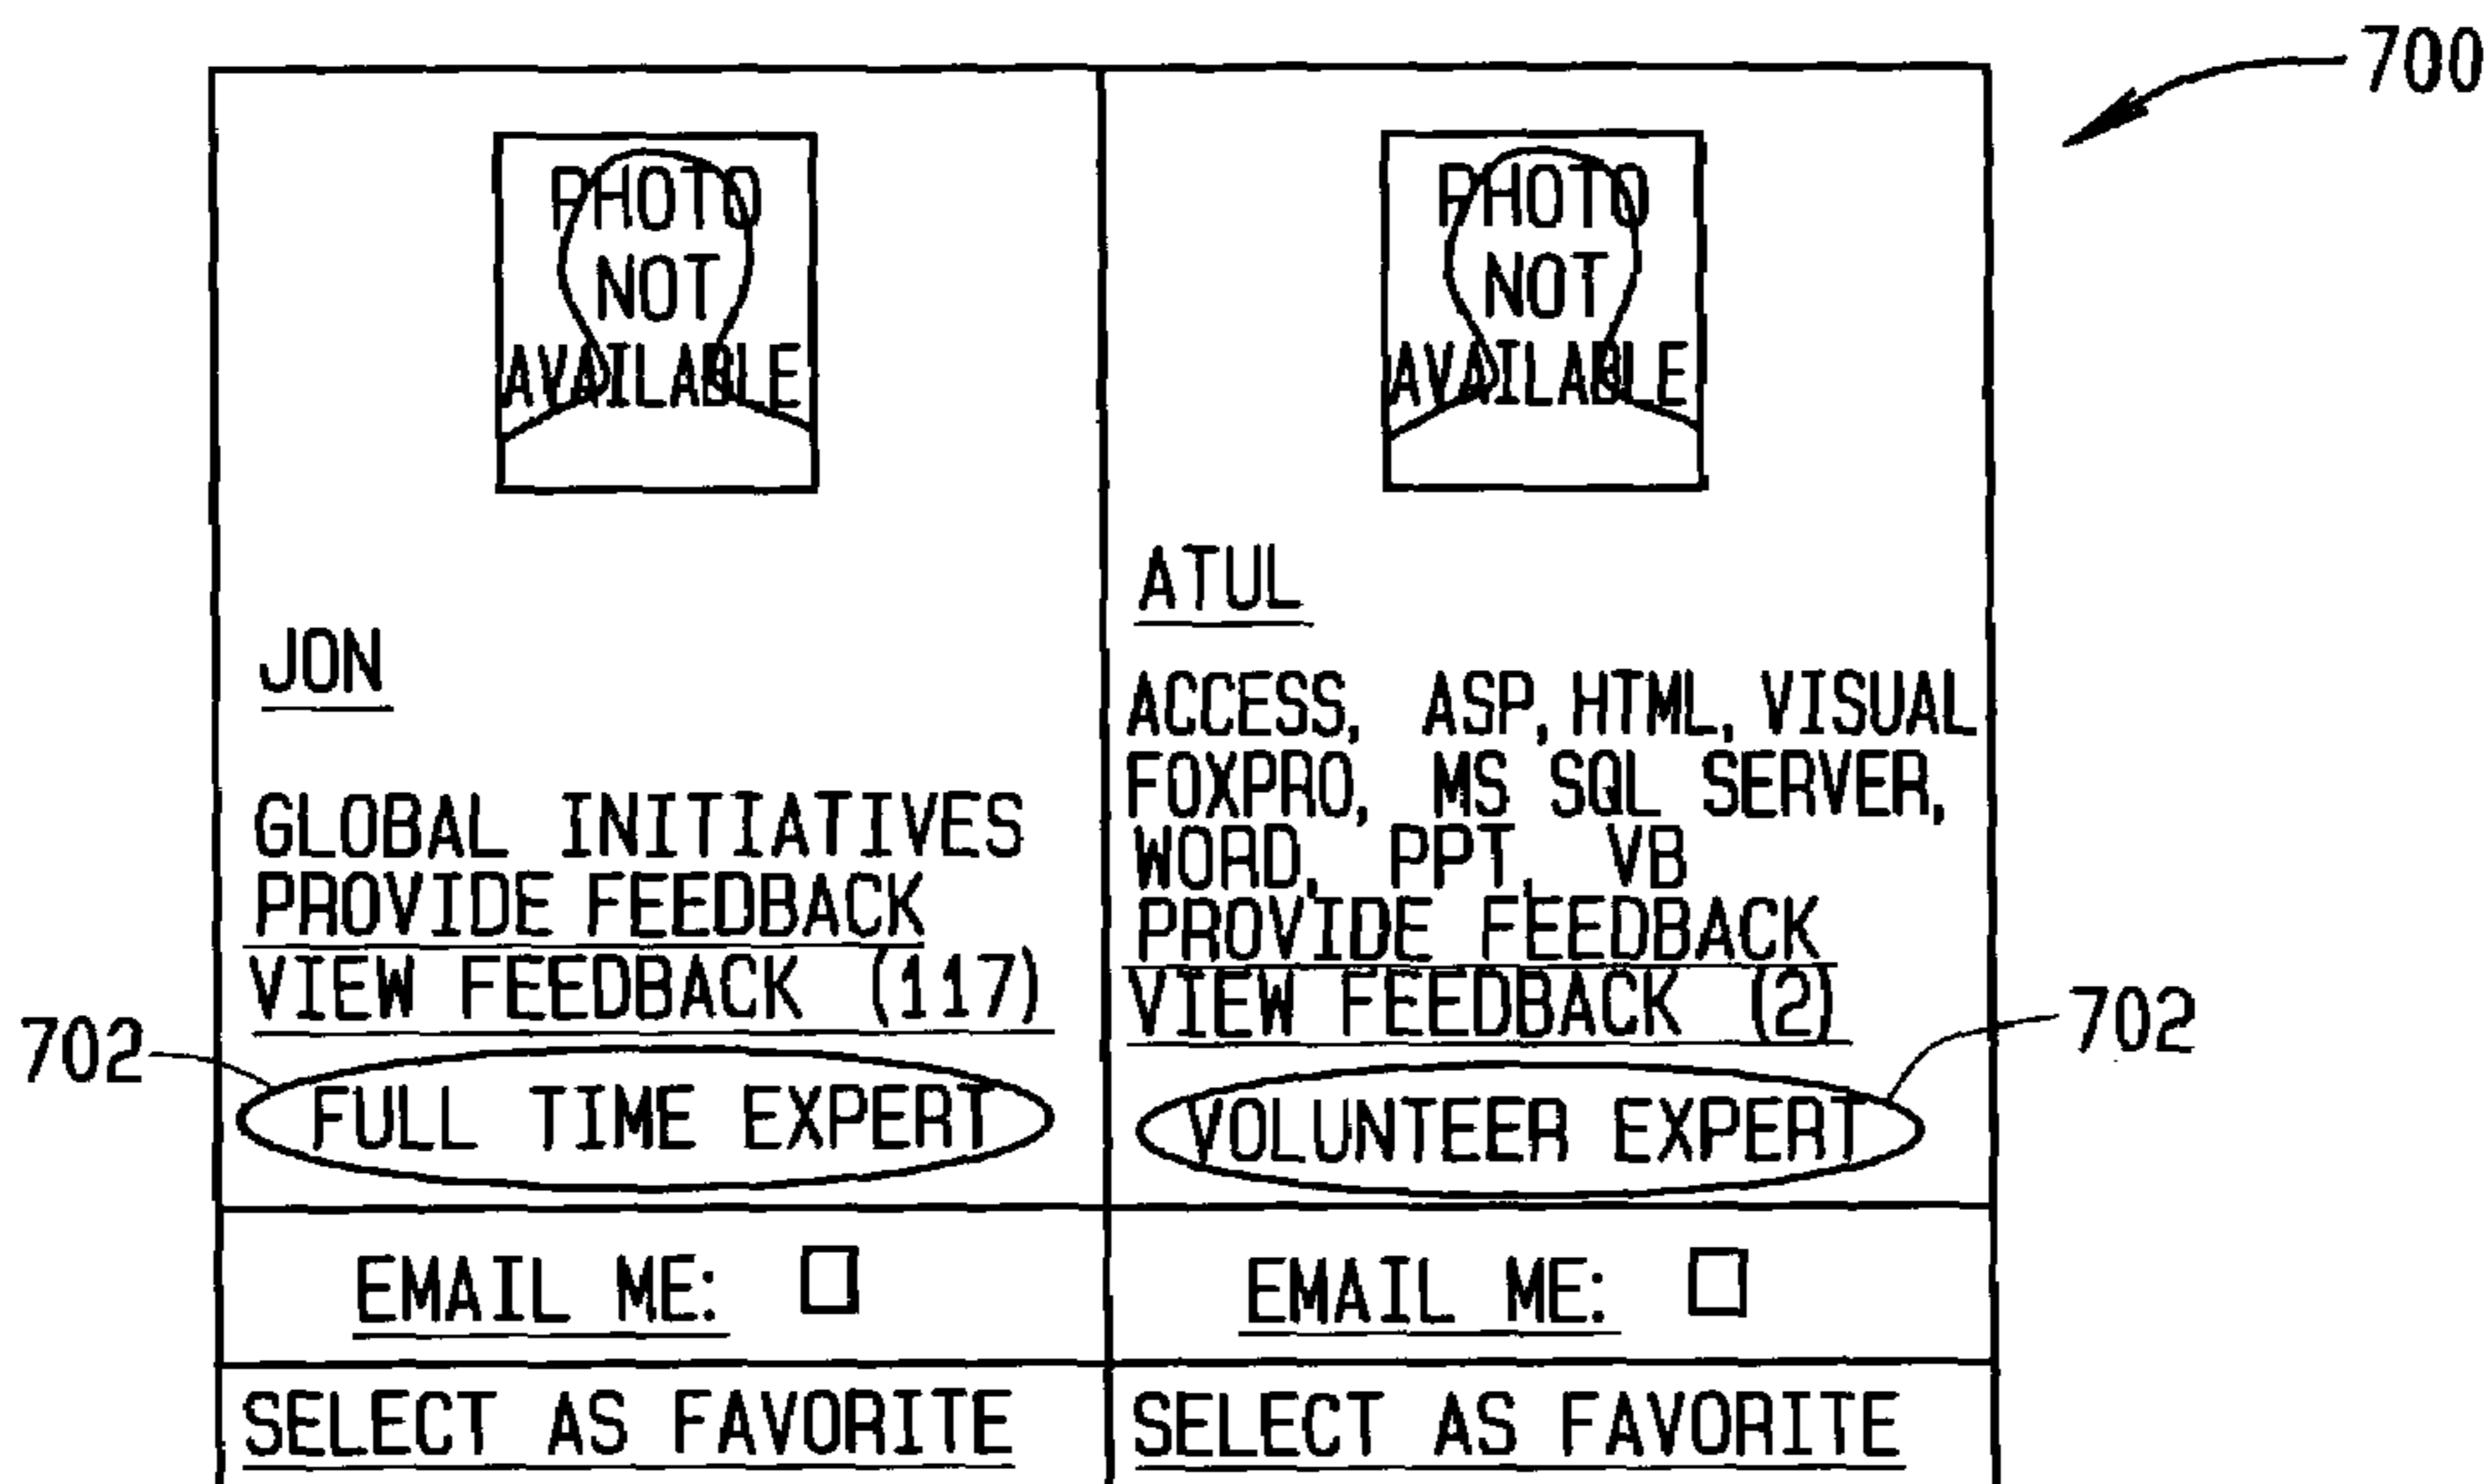 700
PHOTO
NOT
AVAILABLE
JON
GLOBAL INITIATIVES
PROVIDE FEEDBACK
VIEW FEEDBACK (117)
702
FULL TIME EXPERT
EMAIL ME:
SELECT AS FAVORITE
PHOTO
NOT
AVAILABLE
ATUL
ACCESS, ASP, HTML, VISUAL
FOXPRO, MS SQL SERVER,
WORD, PPT, VB
PROVIDE FEEDBACK
VIEW FEEDBACK (2)
702
VOLUNTEER EXPERT
EMAIL ME:
SELECT AS FAVORITE